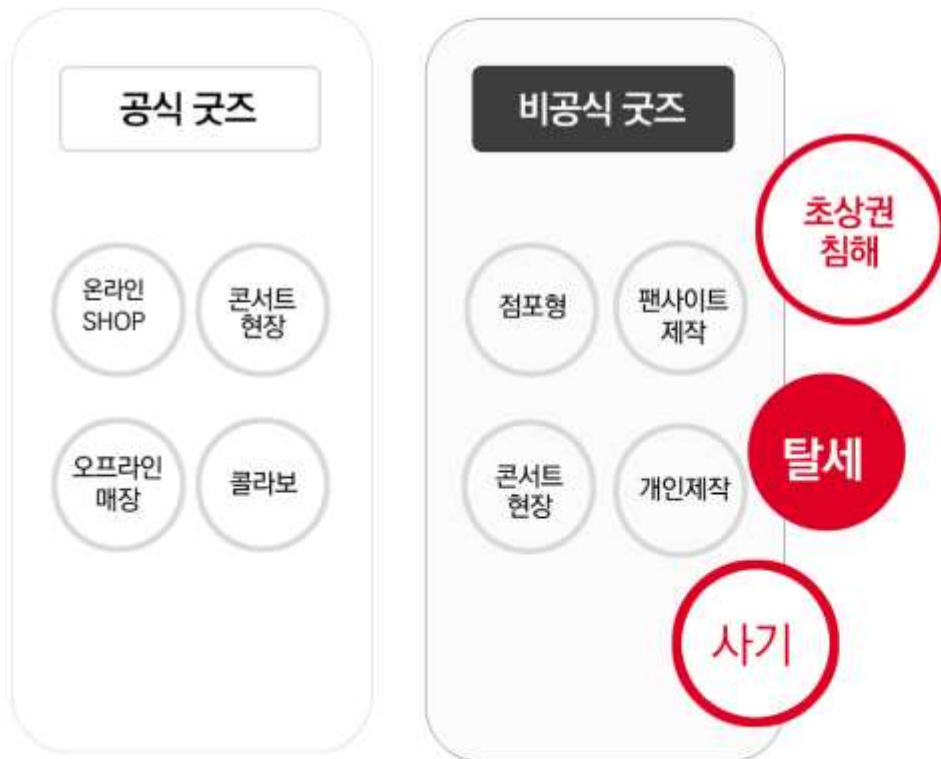 공식 굿즈
온라인
SHOP
콘서트
현장
오프라인
매장
콜라보
비공식 굿즈
점포형
팬사이트
제작
콘서트
현장
개인제작
초상권
침해
탈세
사기